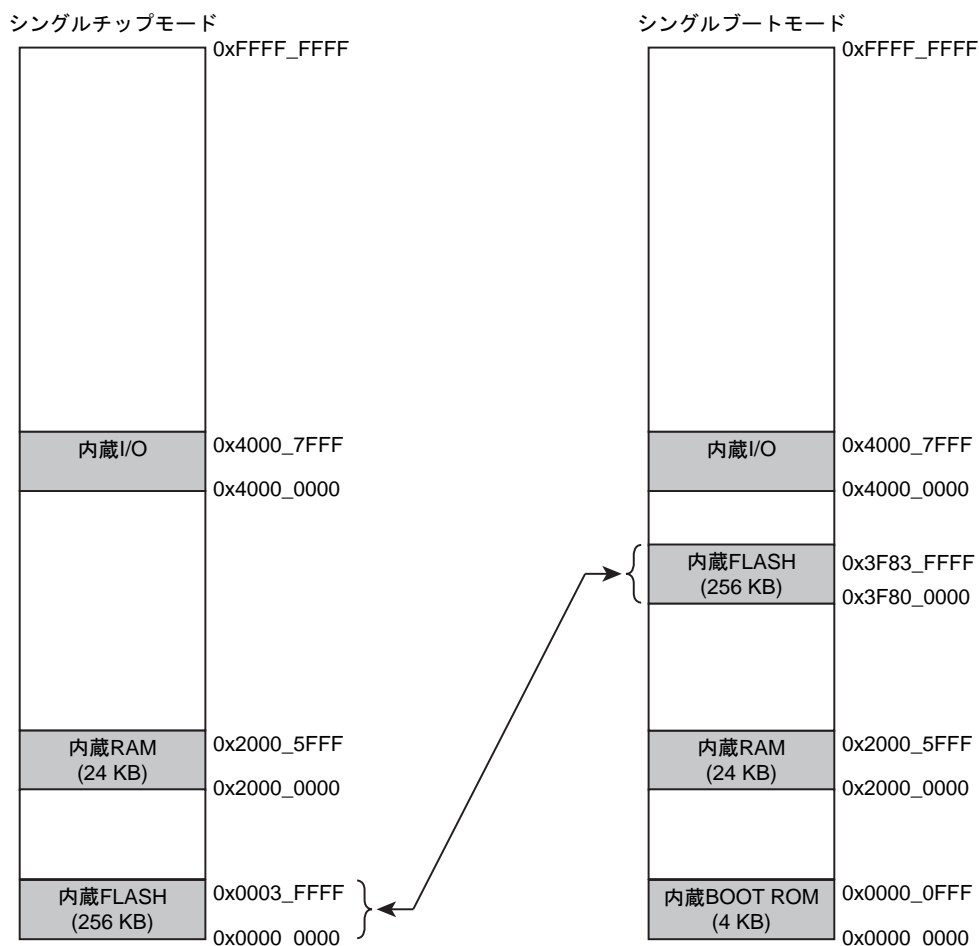 シングルチップモード
0xFFFF_FFFF
内蔵I/O
0x4000_7FFF
0x4000_0000
内蔵RAM
(24 KB)
0x2000_5FFF
0x2000_0000
内蔵FLASH
(256 KB)
0x0003_FFFF
0x0000_0000
シングルブートモード
0xFFFF_FFFF
内蔵I/O
0x4000_7FFF
0x4000_0000
内蔵FLASH
(256 KB)
0x3F83_FFFF
0x3F80_0000
内蔵RAM
(24 KB)
0x2000_5FFF
0x2000_0000
内蔵BOOT ROM
(4 KB)
0x0000_0FFF
0x0000_0000